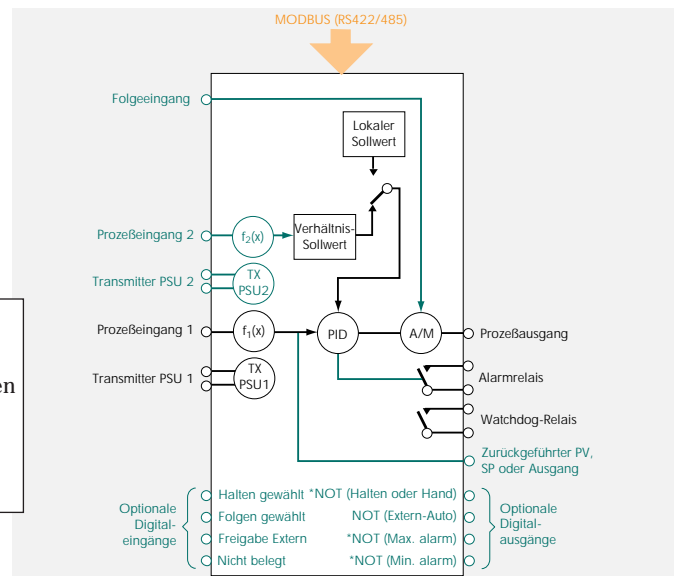 MODBUS (RS422/485)
Folgeeingang
Lokaler
Sollwert
Prozeßeingang 2
f2(x)
Verhältnis-
Sollwert
Transmitter PSU 2
TX
PSU2
Prozeßeingang 1
f1(x)
PID
A/M
Prozeßausgang
Transmitter PSU 1
TX
PSU1
Alarmrelais
Watchdog-Relais
en
Zurückgeführter PV,
SP oder Ausgang
Optionale
Digital-
eingänge
Halten gewählt
Folgen gewählt
Freigabe Extern
Nicht belegt
*NOT (Halten oder Hand)
NOT (Extern-Auto)
*NOT (Max. alarm)
*NOT (Min. alarm)
Optionale
Digital-
ausgänge